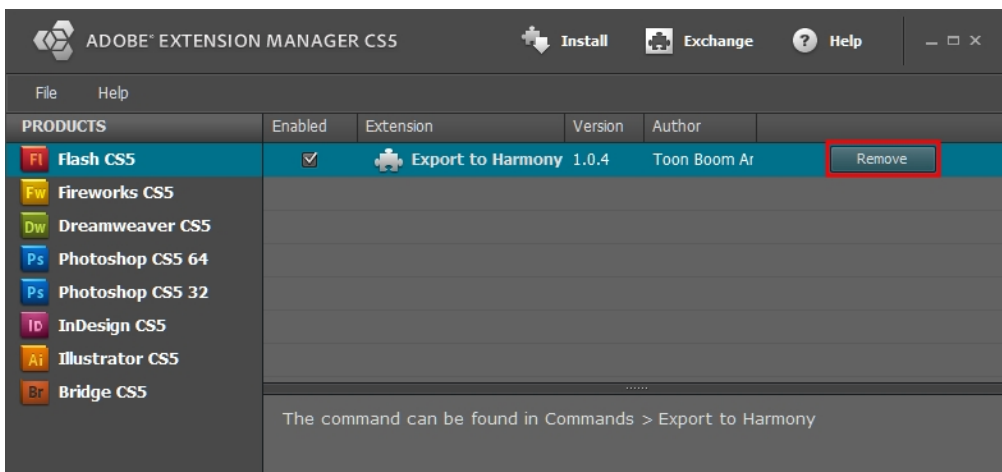 ADOBE® EXTENSION MANAGER CS5 Install Exchange ? Help
File Help
PRODUCTS Enabled Extension Version Author
Fl Flash CS5 Export to Harmony 1.0.4 Toon Boom Ar Remove
Fw Fireworks CS5
Dw Dreamweaver CS5
Ps Photoshop CS5 64
Ps Photoshop CS5 32
ID InDesign CS5
Ai Illustrator CS5
Br Bridge CS5
The command can be found in Commands > Export to Harmony